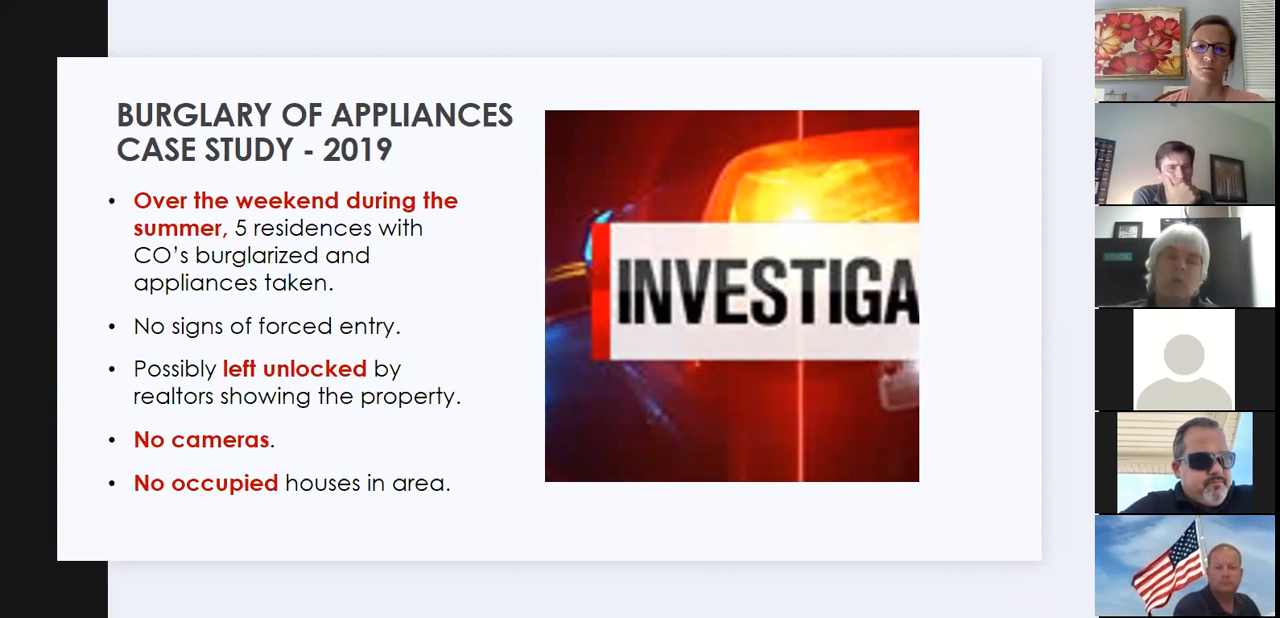 BURGLARY OF APPLIANCES
CASE STUDY - 2019
• Over the weekend during the
summer, 5 residences with
CO's burglarized and
appliances taken.
• No signs of forced entry.
• Possibly left unlocked by
realtors showing the property.
• No cameras.
• No occupied houses in area.
INVESTIGA